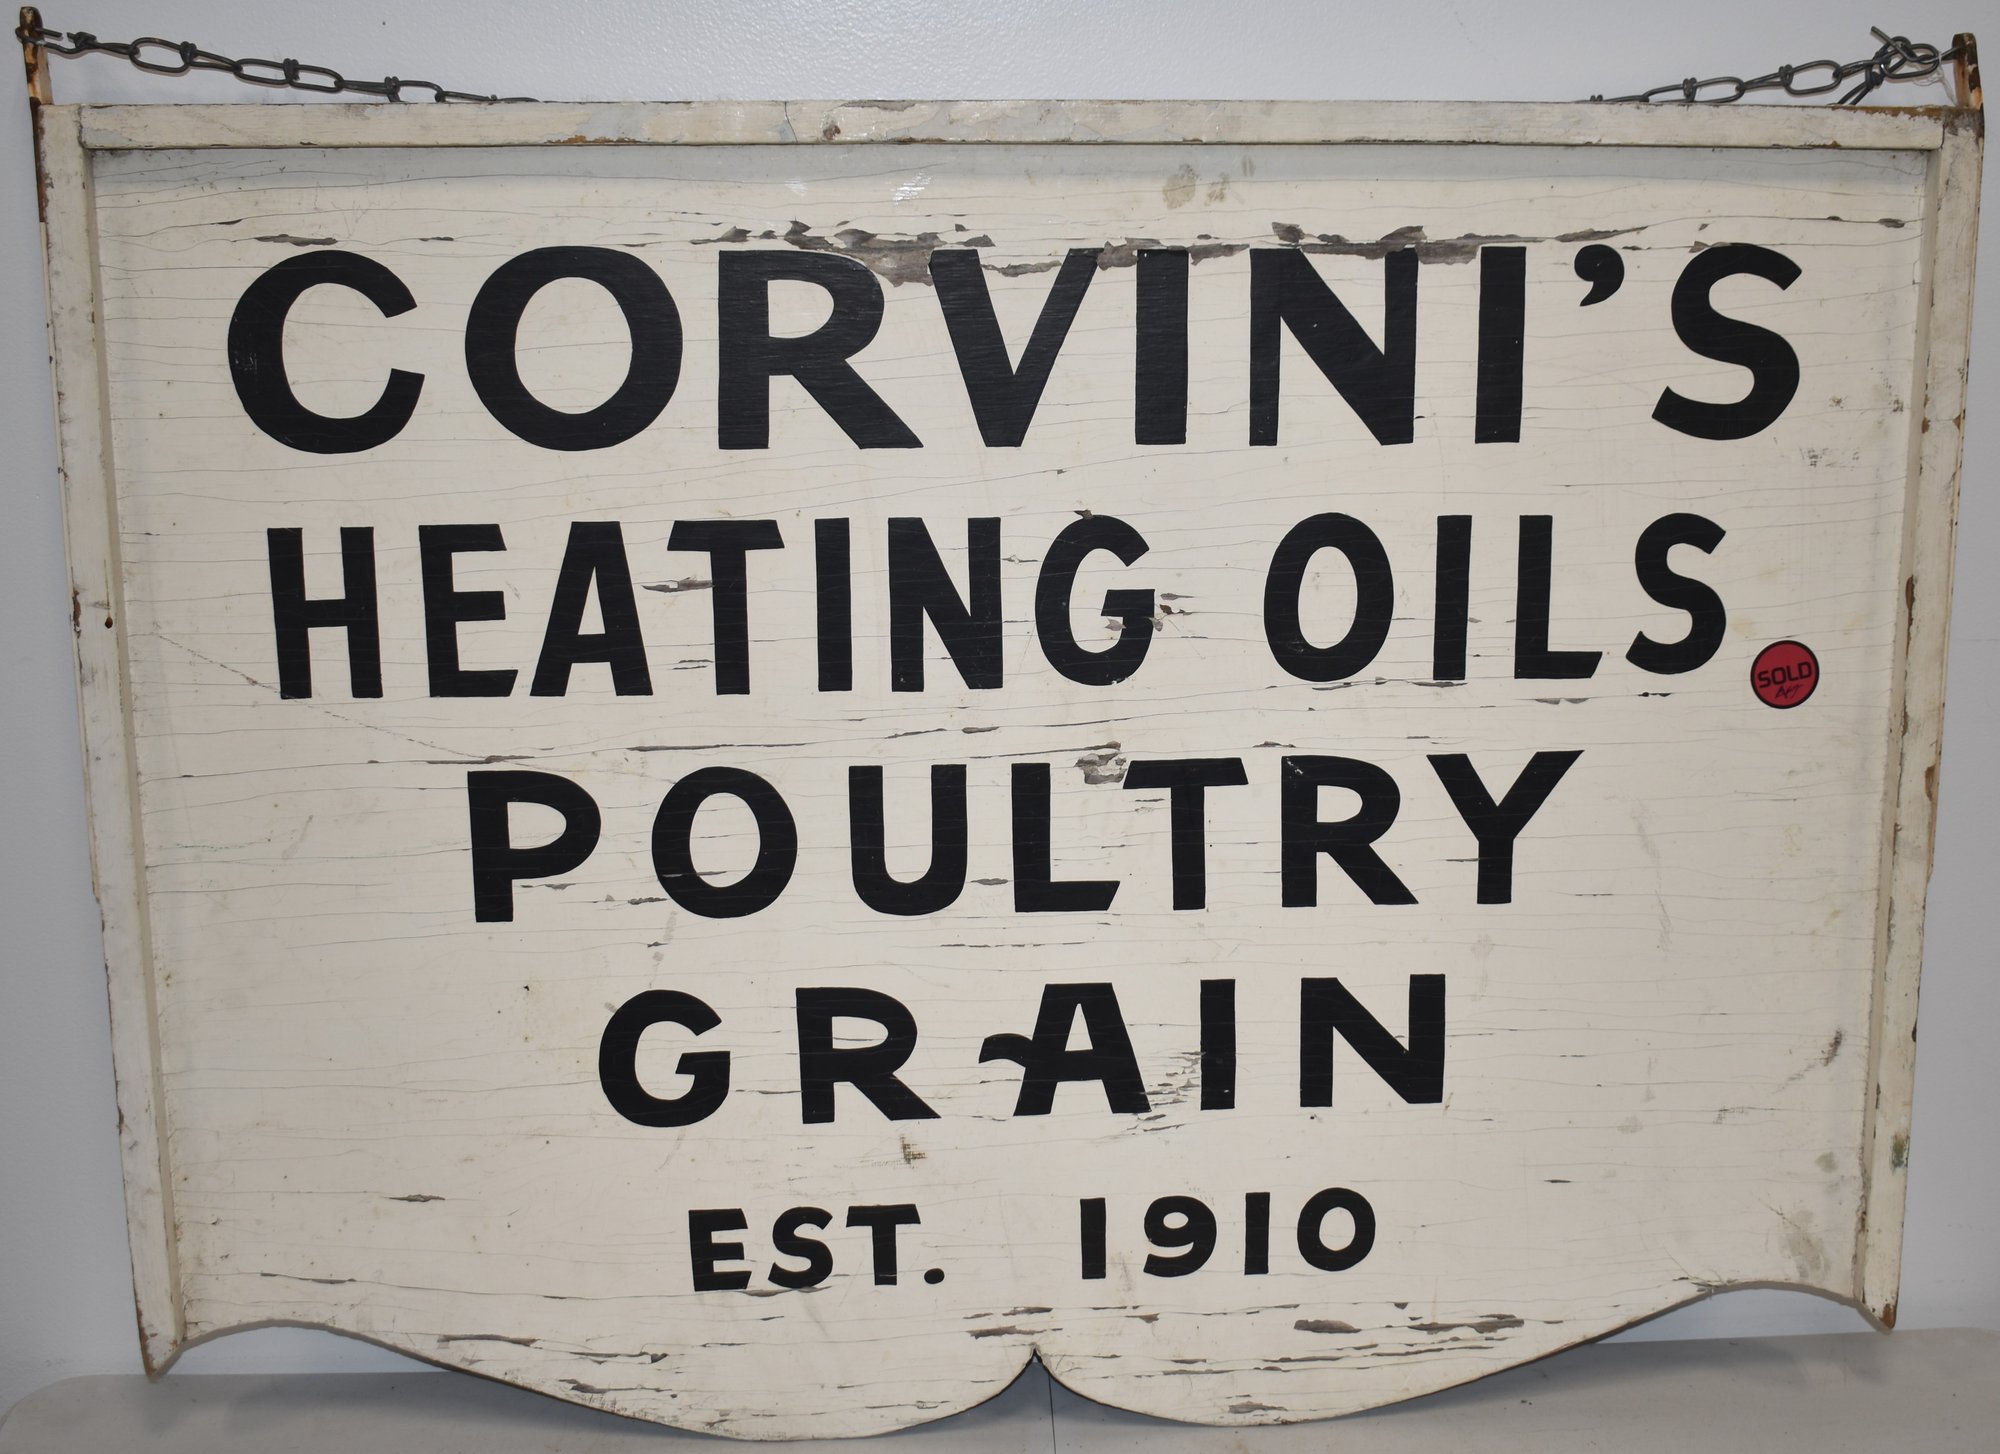 CORVINI'S
HEATING OILS.
SOLD
POULTRY
GRAIN
EST. 1910